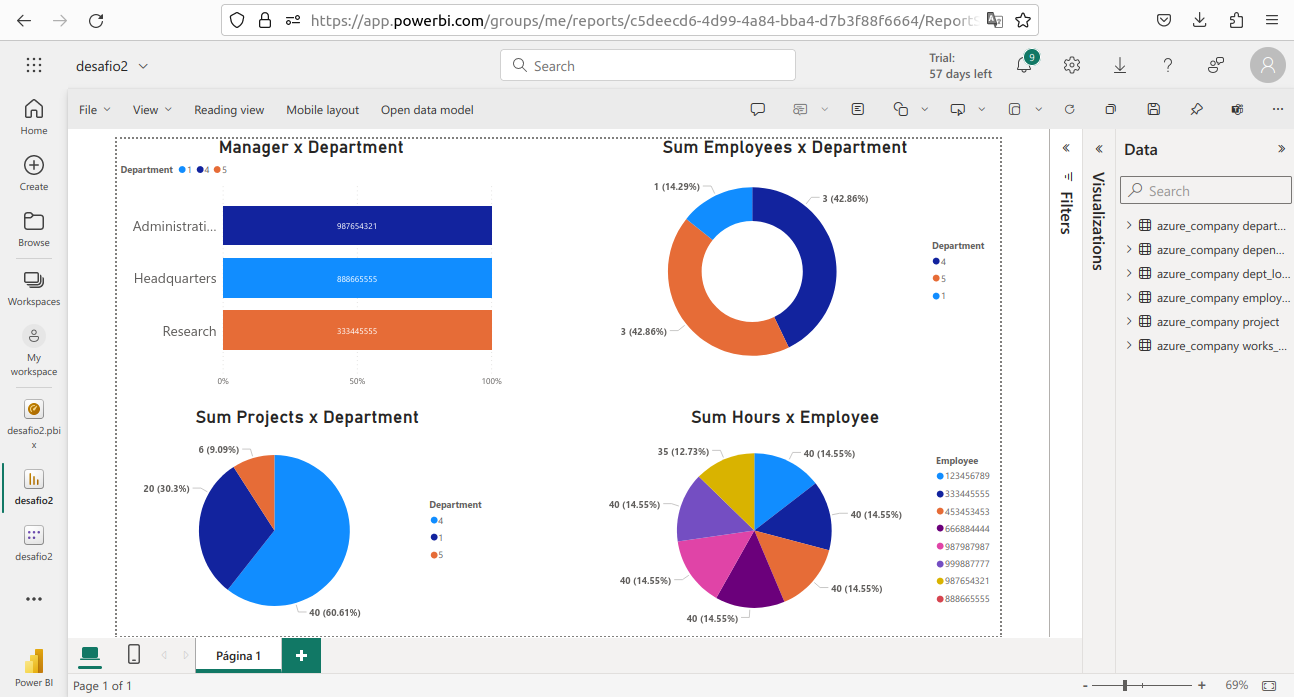 https://app.powerbi.com/groups/me/reports/c5deecd6-4d99-4a84-bba4-d7b3f88f6664/Report
desafio2
Search
Trial:
57 days left
9
File
View
Reading view
Mobile layout
Open data model
Home
Create
Browse
Workspaces
My
workspace
desafio2.pbi
x
desafio2
desafio2
Power BI
Manager x Department
Department 1 4 5
Administrati...
987654321
Headquarters
888665555
Research
333445555
0% 50% 100%
Sum Employees x Department
1 (14.29%)
3 (42.86%)
3 (42.86%)
Department
4
5
1
Sum Projects x Department
6 (9.09%)
20 (30.3%)
40 (60.61%)
Department
4
1
5
Sum Hours x Employee
35 (12.73%)
40 (14.55%)
40 (14.55%)
40 (14.55%)
40 (14.55%)
40 (14.55%)
40 (14.55%)
Employee
123456789
333445555
453453453
666884444
987987987
999887777
987654321
888665555
Filters
Visualizations
Data
Search
azure_company depart...
azure_company depen...
azure_company dept_lo...
azure_company employ...
azure_company project
azure_company works_...
Página 1
Page 1 of 1
- + 69%